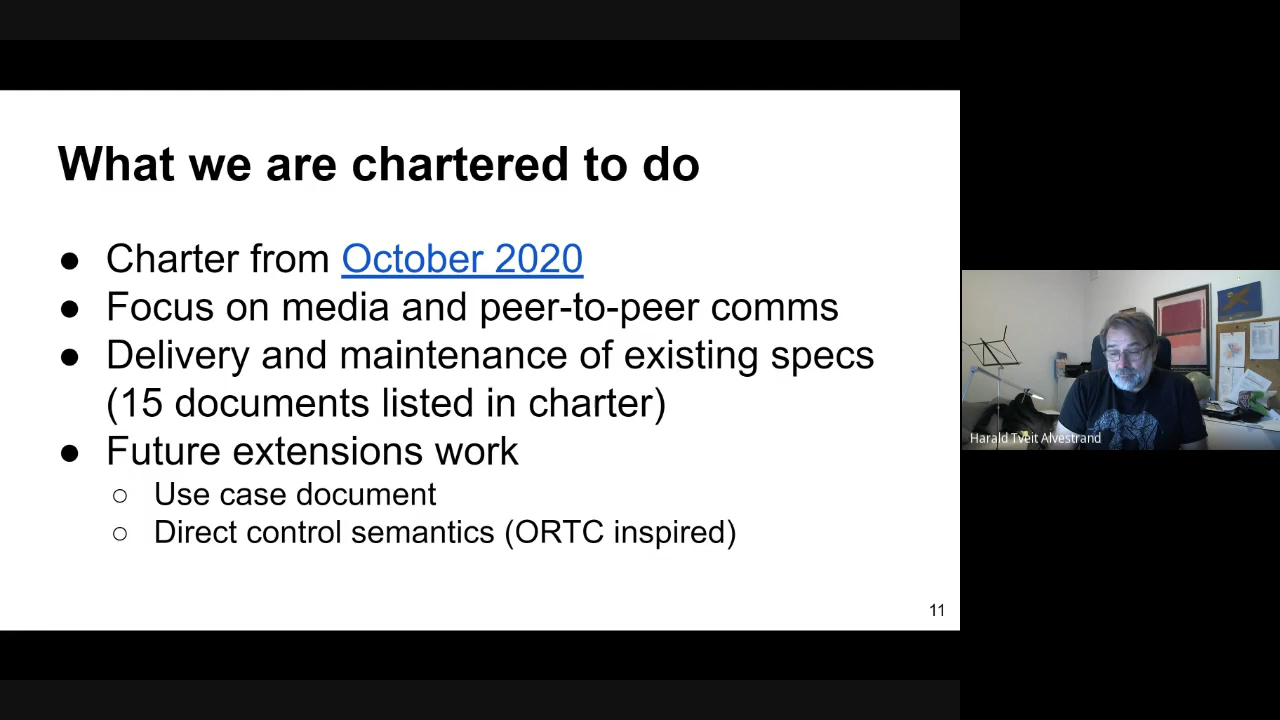 What we are chartered to do
● Charter from October 2020
● Focus on media and peer-to-peer comms
● Delivery and maintenance of existing specs
(15 documents listed in charter)
● Future extensions work
○ Use case document
○ Direct control semantics (ORTC inspired)
11
Harald Tveit Alvestrand